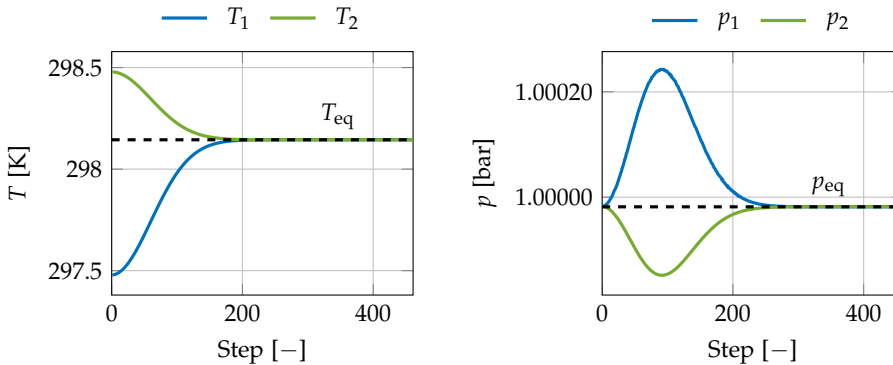 T1 T2
298.5
298
297.5
T [K]
Teq
0 200 400
Step [−]
p1 p2
1.00020
1.00000
p [bar]
peq
0 200 400
Step [−]